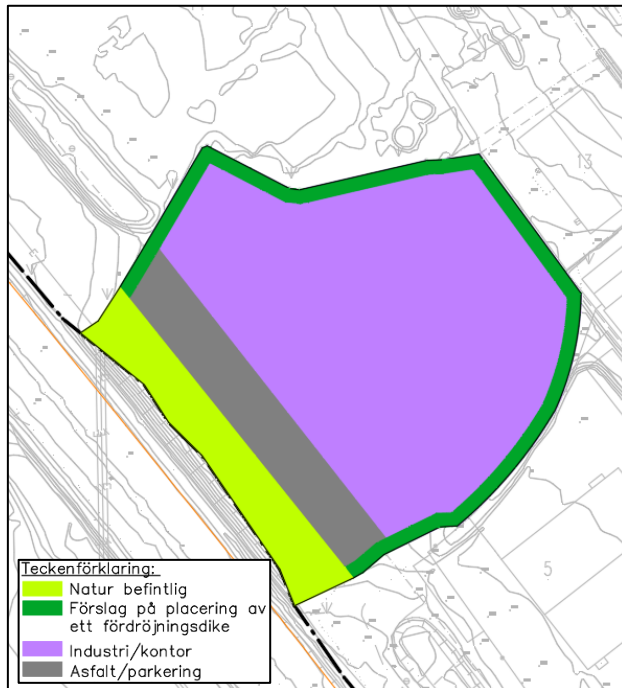 13
5
Teckenförklaring:
Natur befintlig
Förslag på placering av
ett fördröjningsdike
Industri/kontor
Asfalt/parkering